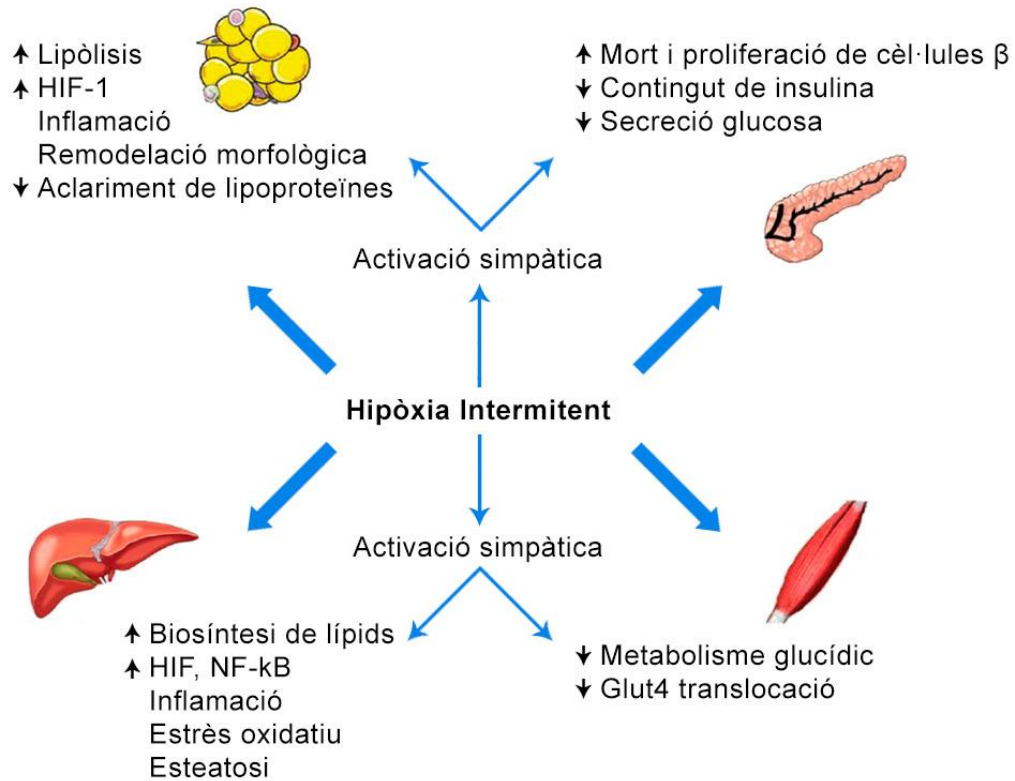 Lipòlisis
HIF-1
Inflamació
Remodelació morfològica
Aclariment de lipoproteïnes
Mort i proliferació de cèl·lules β
Contingut de insulina
Secreció glucosa
Activació simpàtica
Hipòxia Intermitent
Activació simpàtica
Biosíntesi de lípids
HIF, NF-kB
Inflamació
Estrès oxidatiu
Esteatosi
Metabolisme glucídic
Glut4 translocació